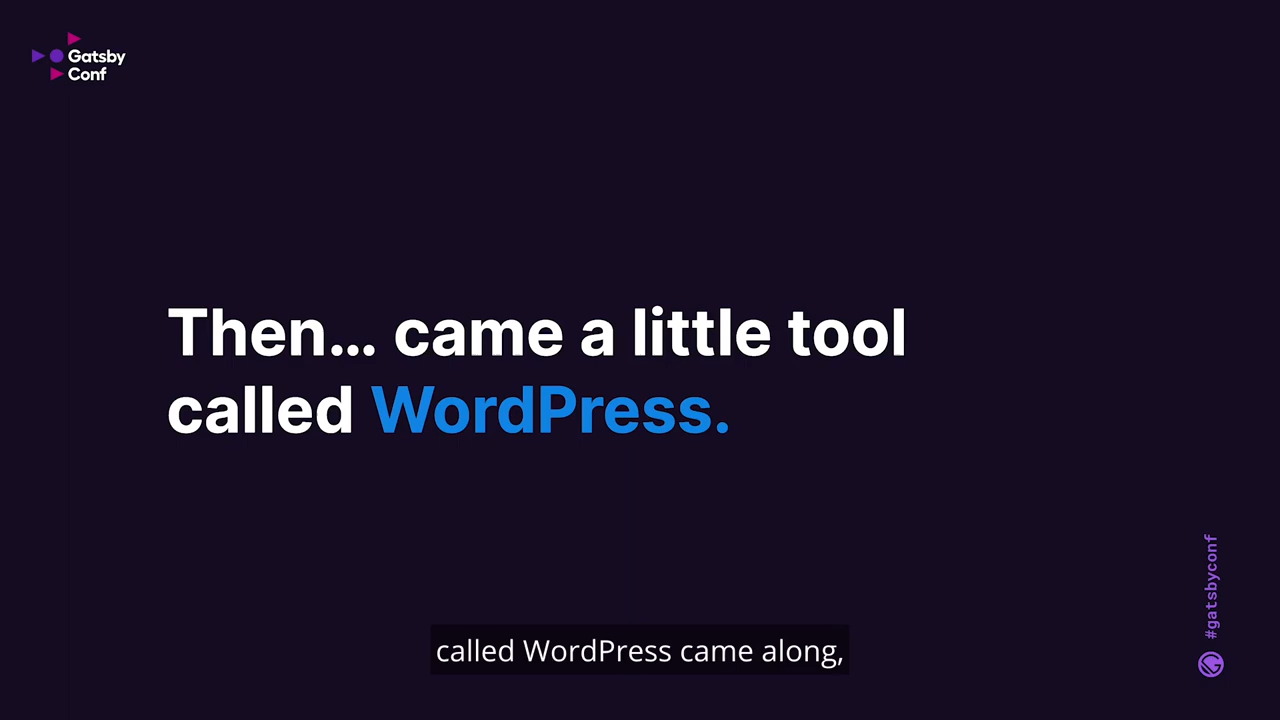 Gatsby
Conf
Then... came a little tool
called WordPress.
#gatsbyconf
called WordPress came along,